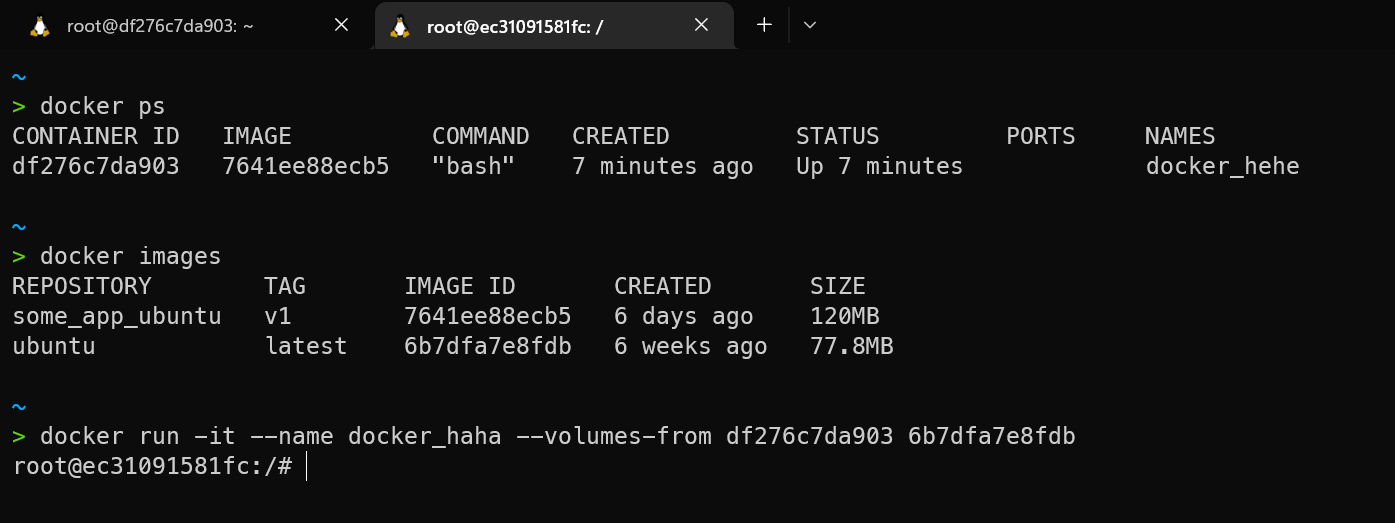 root@df276c7da903: ~ root@ec31091581fc: /
~
> docker ps
CONTAINER ID IMAGE COMMAND CREATED STATUS PORTS NAMES
df276c7da903 7641ee88ecb5 "bash" 7 minutes ago Up 7 minutes docker_hehe
~
> docker images
REPOSITORY TAG IMAGE ID CREATED SIZE
some_app_ubuntu v1 7641ee88ecb5 6 days ago 120MB
ubuntu latest 6b7dfa7e8fdb 6 weeks ago 77.8MB
~
> docker run -it --name docker_haha --volumes-from df276c7da903 6b7dfa7e8fdb
root@ec31091581fc:/#